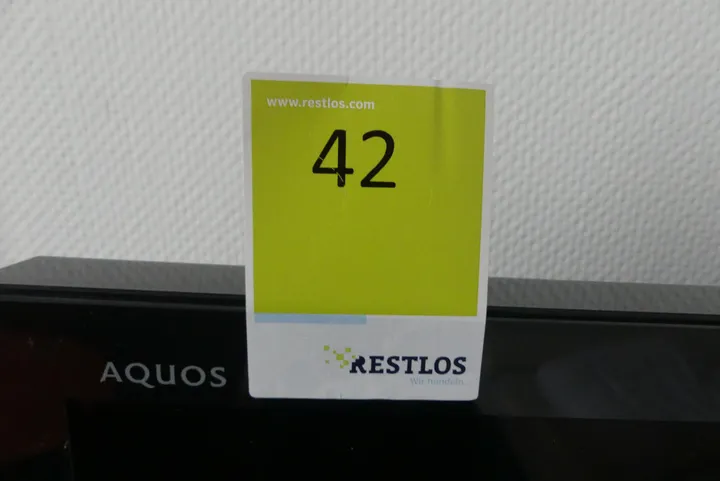 www.restlos.com
42
RESTLOS
Wir handeln.
AQUOS